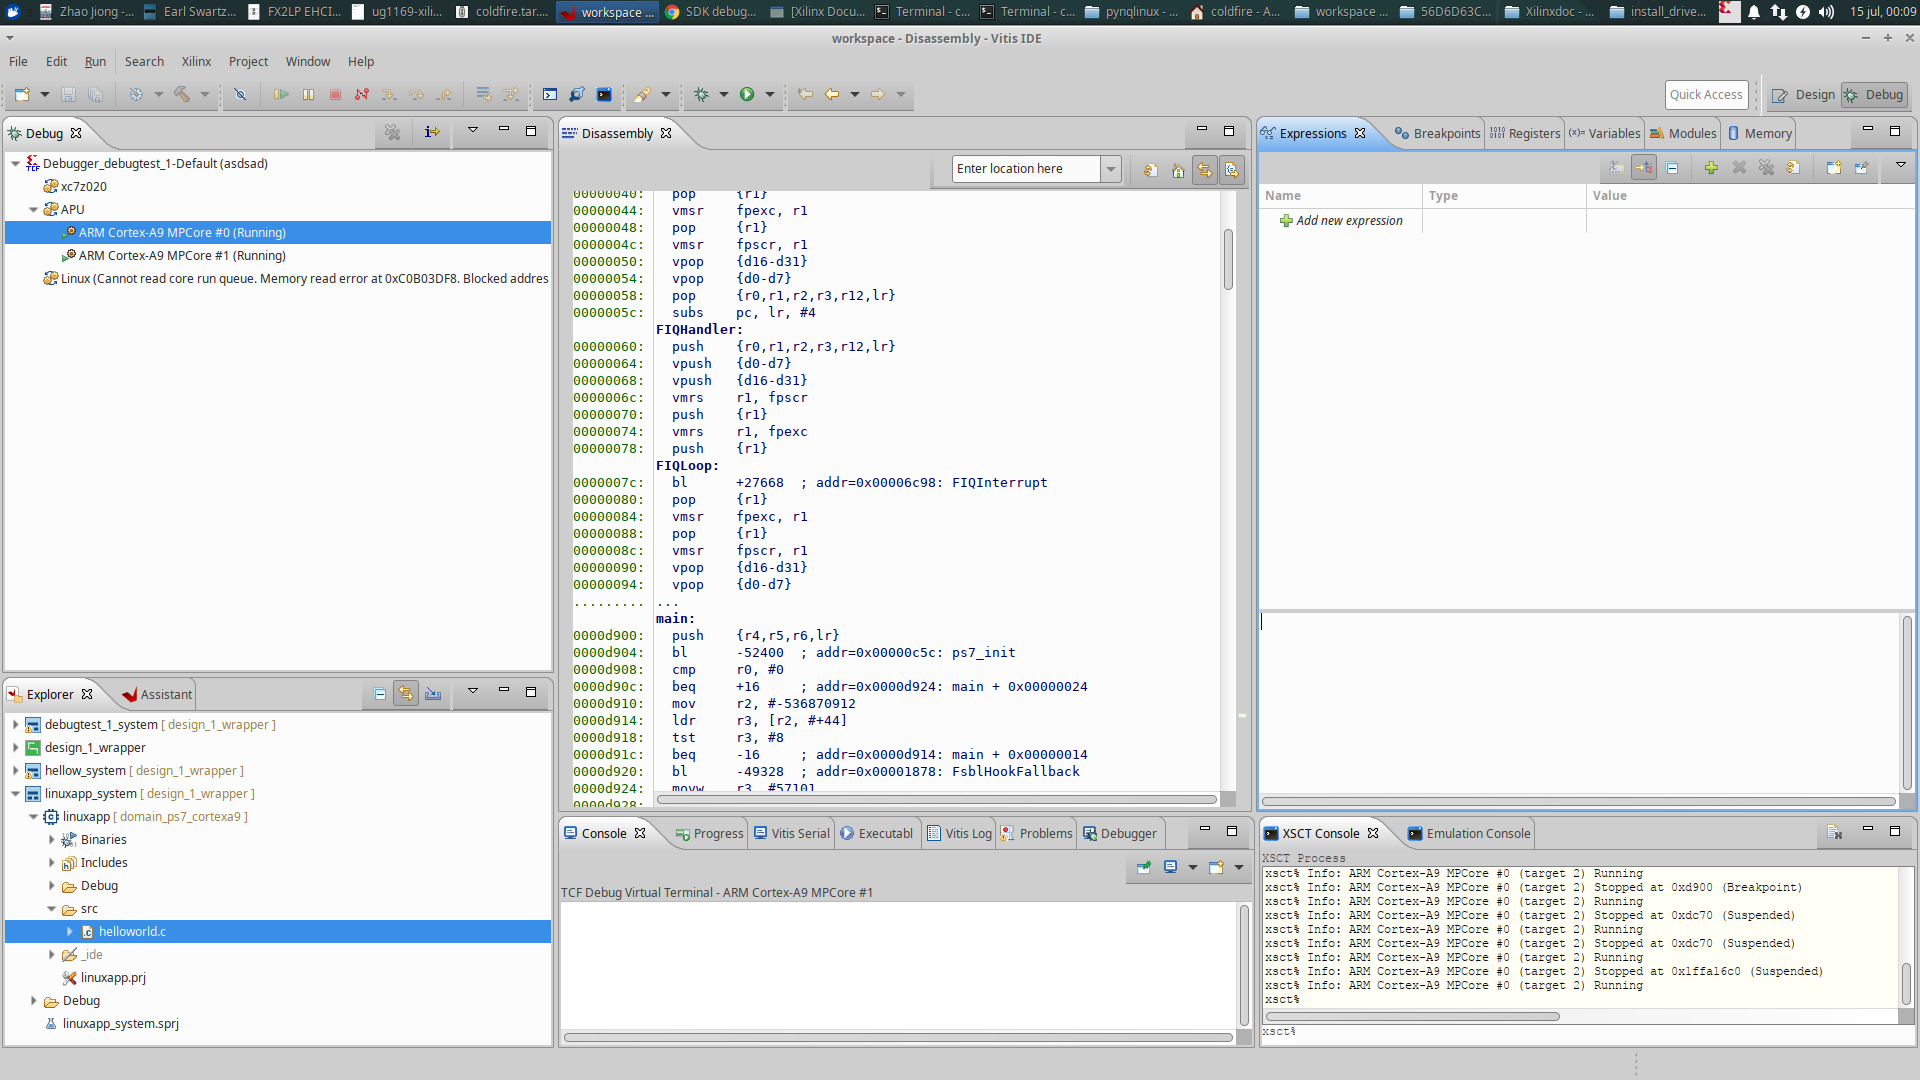 Zhao Jiong -...
Earl Swartz...
FX2LP EHCI...
ug1169-xili...
coldfire.tar....
workspace ...
SDK debug...
[Xilinx Docu...
Terminal - c...
Terminal - c...
pynqlinux - ...
coldfire - A...
workspace ...
56D6D63C...
Xilinxdoc - ...
install_drive...
15 jul, 00:09
workspace - Disassembly - Vitis IDE
File Edit Run Search Xilinx Project Window Help
Quick Access
Design
Debug
Debug
Debugger_debugtest_1-Default (asdsad)
xc7z020
APU
ARM Cortex-A9 MPCore #0 (Running)
ARM Cortex-A9 MPCore #1 (Running)
Linux (Cannot read core run queue. Memory read error at 0xC0B03DF8. Blocked addres
Explorer
Assistant
debugtest_1_system [ design_1_wrapper ]
design_1_wrapper
hellow_system [ design_1_wrapper ]
linuxapp_system [ design_1_wrapper ]
linuxapp [ domain_ps7_cortexa9 ]
Binaries
Includes
Debug
src
helloworld.c
_ide
linuxapp.prj
Debug
linuxapp_system.sprj
Disassembly
Enter location here
00000040: pop {r1}
00000044: vmsr fpexc, r1
00000048: pop {r1}
0000004c: vmsr fpscr, r1
00000050: vpop {d16-d31}
00000054: vpop {d0-d7}
00000058: pop {r0,r1,r2,r3,r12,lr}
0000005c: subs pc, lr, #4
FIQHandler:
00000060: push {r0,r1,r2,r3,r12,lr}
00000064: vpush {d0-d7}
00000068: vpush {d16-d31}
0000006c: vmrs r1, fpscr
00000070: push {r1}
00000074: vmrs r1, fpexc
00000078: push {r1}
FIQLoop:
0000007c: bl +27668 ; addr=0x00006c98: FIQInterrupt
00000080: pop {r1}
00000084: vmsr fpexc, r1
00000088: pop {r1}
0000008c: vmsr fpscr, r1
00000090: vpop {d16-d31}
00000094: vpop {d0-d7}
......... ...
main:
0000d900: push {r4,r5,r6,lr}
0000d904: bl -52400 ; addr=0x00000c5c: ps7_init
0000d908: cmp r0, #0
0000d90c: beq +16 ; addr=0x0000d924: main + 0x00000024
0000d910: mov r2, #-536870912
0000d914: ldr r3, [r2, #+44]
0000d918: tst r3, #8
0000d91c: beq -16 ; addr=0x0000d914: main + 0x00000014
0000d920: bl -49328 ; addr=0x00001878: FsblHookFallback
0000d924: movw r3, #57101
0000d928:
Console
Progress
Vitis Serial
Executabl
Vitis Log
Problems
Debugger
TCF Debug Virtual Terminal - ARM Cortex-A9 MPCore #1
Expressions
Breakpoints
Registers
(x)= Variables
Modules
Memory
Name Type Value
Add new expression
XSCT Console
Emulation Console
XSCT Process
xsct% Info: ARM Cortex-A9 MPCore #0 (target 2) Running
xsct% Info: ARM Cortex-A9 MPCore #0 (target 2) Stopped at 0xd900 (Breakpoint)
xsct% Info: ARM Cortex-A9 MPCore #0 (target 2) Running
xsct% Info: ARM Cortex-A9 MPCore #0 (target 2) Stopped at 0xdc70 (Suspended)
xsct% Info: ARM Cortex-A9 MPCore #0 (target 2) Running
xsct% Info: ARM Cortex-A9 MPCore #0 (target 2) Stopped at 0xdc70 (Suspended)
xsct% Info: ARM Cortex-A9 MPCore #0 (target 2) Running
xsct% Info: ARM Cortex-A9 MPCore #0 (target 2) Stopped at 0x1ffa16c0 (Suspended)
xsct% Info: ARM Cortex-A9 MPCore #0 (target 2) Running
xsct%
xsct%